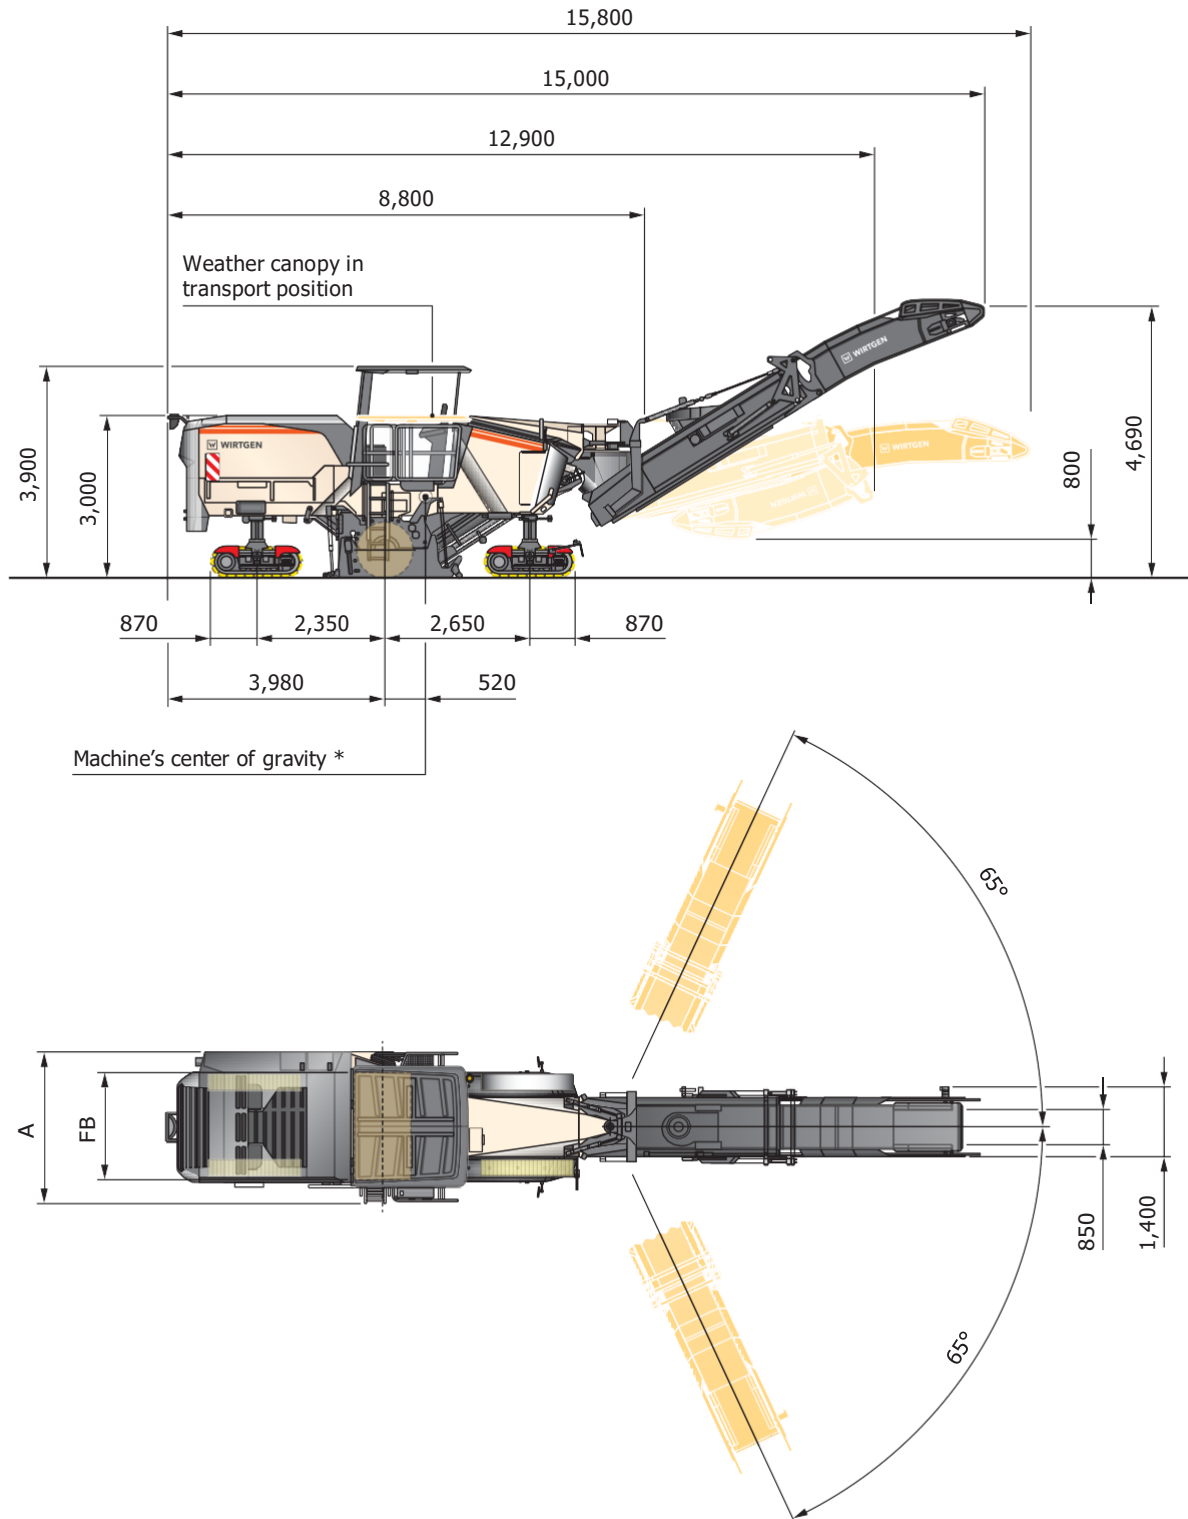 15,800
15,000
12,900
8,800
Weather canopy in
transport position
WIRTGEN
W WIRTGEN
WIRTGEN
WIRTGEN
3,900
3,000
800
4,690
870
2,350
2,650
870
3,980
520
Machine’s center of gravity *
65°
A
FB
850
1,400
65°